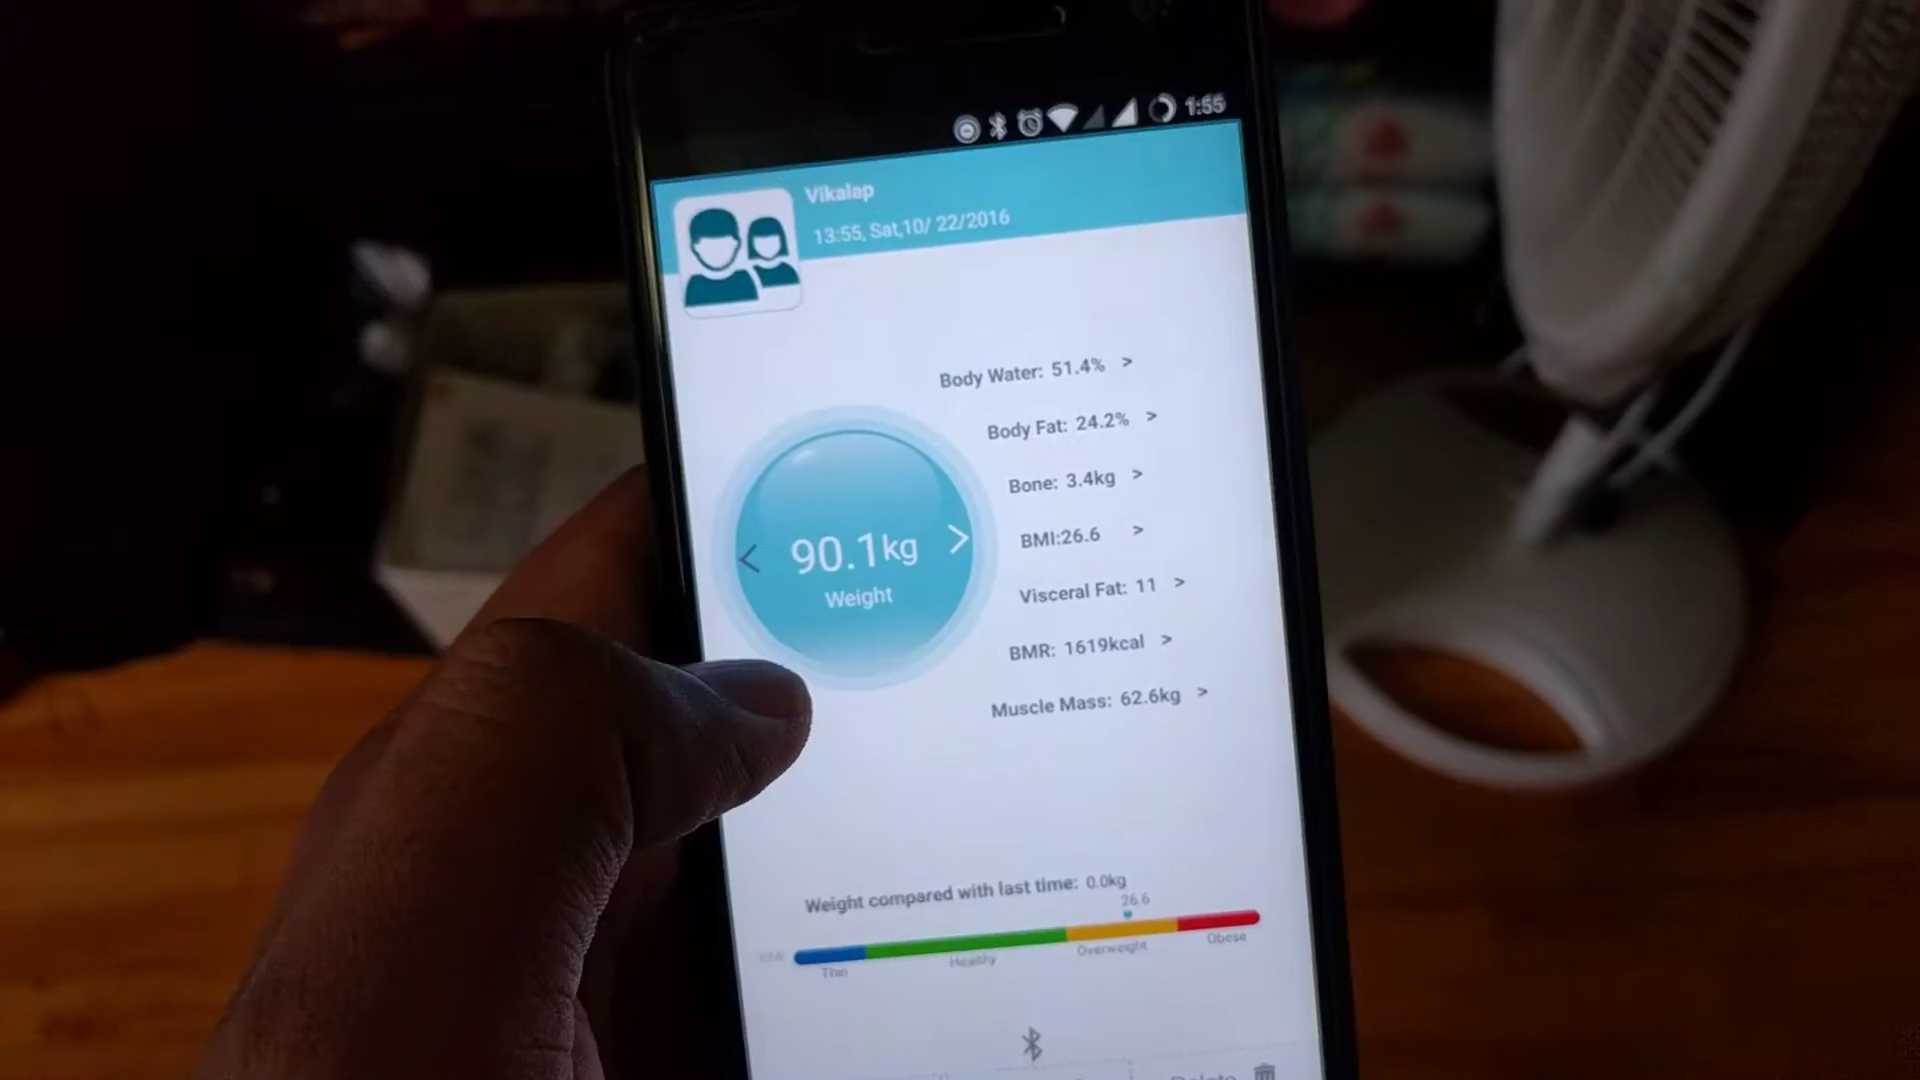 1:55
Vikalap
13:55, Sat,10/ 22/2016
Body Water: 51.4% >
Body Fat: 24.2% >
Bone: 3.4kg >
BMI:26.6 >
Visceral Fat: 11 >
BMR: 1619kcal >
Muscle Mass: 62.6kg >
< 90.1kg >
Weight
Weight compared with last time: 0.0kg
26.6
Thin Healthy Overweight Obese
Delete